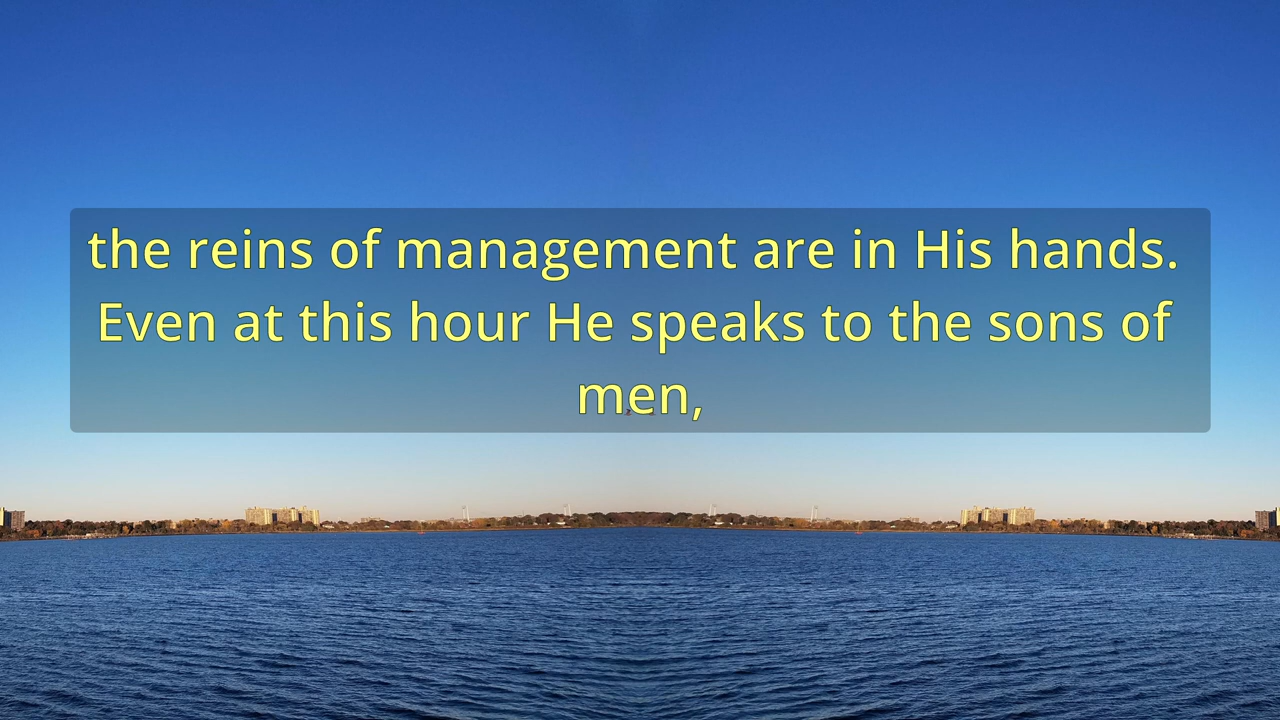 the reins of management are in His hands.
Even at this hour He speaks to the sons of
men,